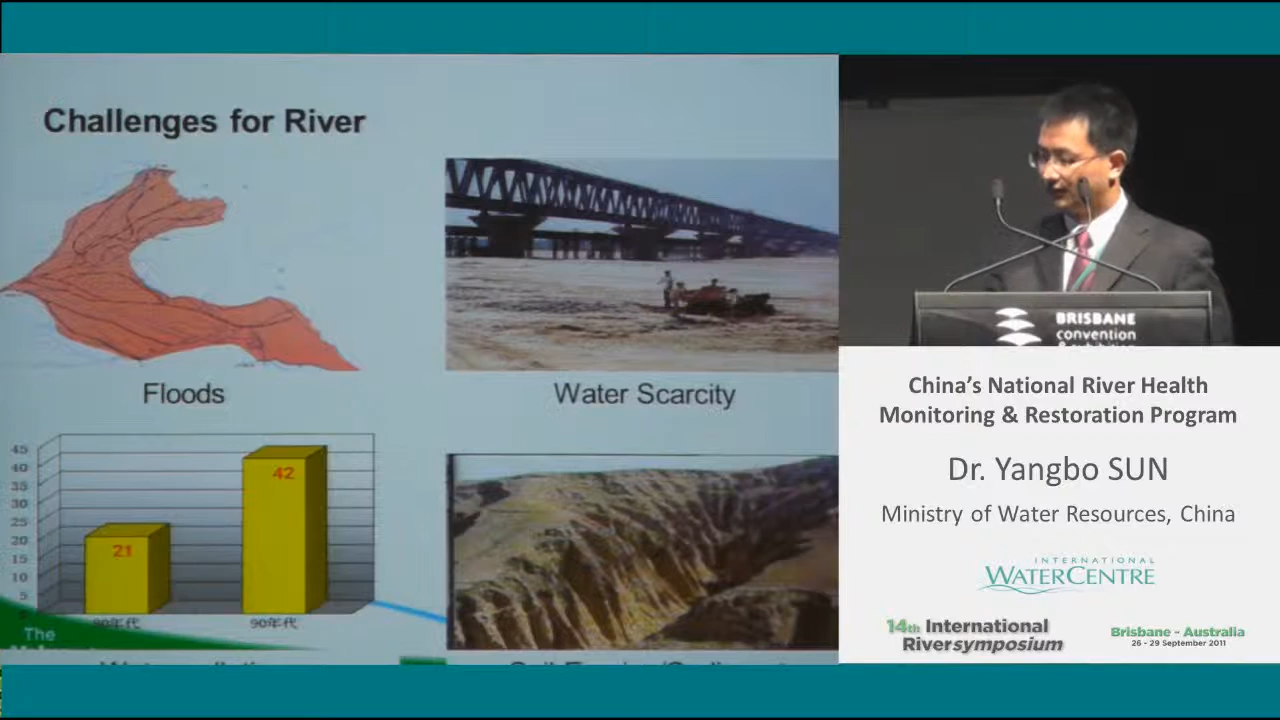 Challenges for River
Floods
Water Scarcity
45
40
35
30
25
20
15
10
5
21
42
90年代
The
BRISBANE
convention
China's National River Health
Monitoring & Restoration Program
Dr. Yangbo SUN
Ministry of Water Resources, China
INTERNATIONAL
WATERCENTRE
14th International
Riversymposium
Brisbane - Australia
26 - 29 September 2011